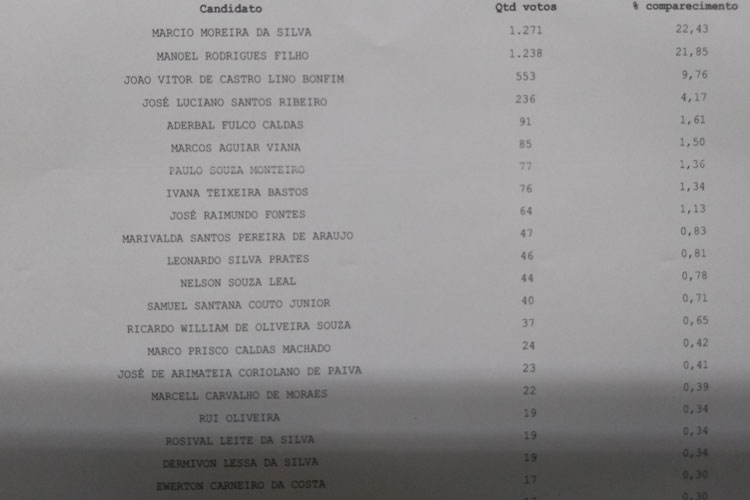 Candidato Qtd votos % comparecimento
MARCIO MOREIRA DA SILVA 1.271 22,43
MANOEL RODRIGUES FILHO 1.238 21,85
JOAO VITOR DE CASTRO LINO BONFIM 553 9,76
JOSÉ LUCIANO SANTOS RIBEIRO 236 4,17
ADERBAL FULCO CALDAS 91 1,61
MARCOS AGUIAR VIANA 85 1,50
PAULO SOUZA MONTEIRO 77 1,36
IVANA TEIXEIRA BASTOS 76 1,34
JOSÉ RAIMUNDO FONTES 64 1,13
MARIVALDA SANTOS PEREIRA DE ARAUJO 47 0,83
LEONARDO SILVA PRATES 46 0,81
NELSON SOUZA LEAL 44 0,78
SAMUEL SANTANA COUTO JUNIOR 40 0,71
RICARDO WILLIAM DE OLIVEIRA SOUZA 37 0,65
MARCO PRISCO CALDAS MACHADO 24 0,42
JOSÉ DE ARIMATEIA CORIOLANO DE PAIVA 23 0,41
MARCELL CARVALHO DE MORAES 22 0,39
RUI OLIVEIRA 19 0,34
ROSIVAL LEITE DA SILVA 19 0,34
DERMIVON LESSA DA SILVA 19 0,34
EWERTON CARNEIRO DA COSTA 17 0,30
0,30